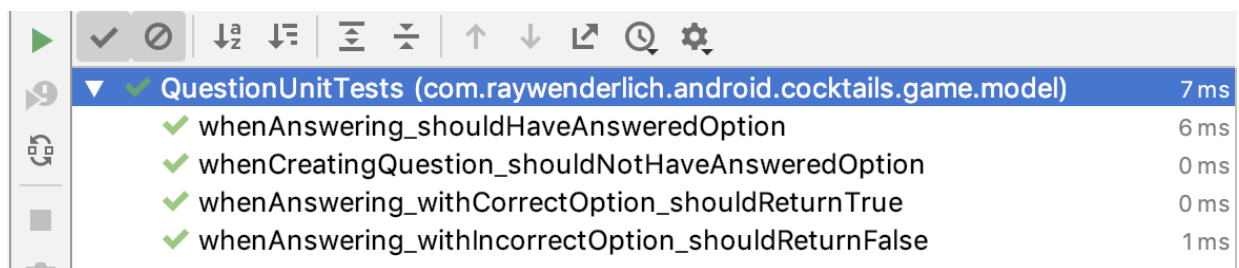 QuestionUnitTests (com.raywenderlich.android.cocktails.game.model) 7 ms
whenAnswering_shouldHaveAnsweredOption 6 ms
whenCreatingQuestion_shouldNotHaveAnsweredOption 0 ms
whenAnswering_withCorrectOption_shouldReturnTrue 0 ms
whenAnswering_withIncorrectOption_shouldReturnFalse 1 ms